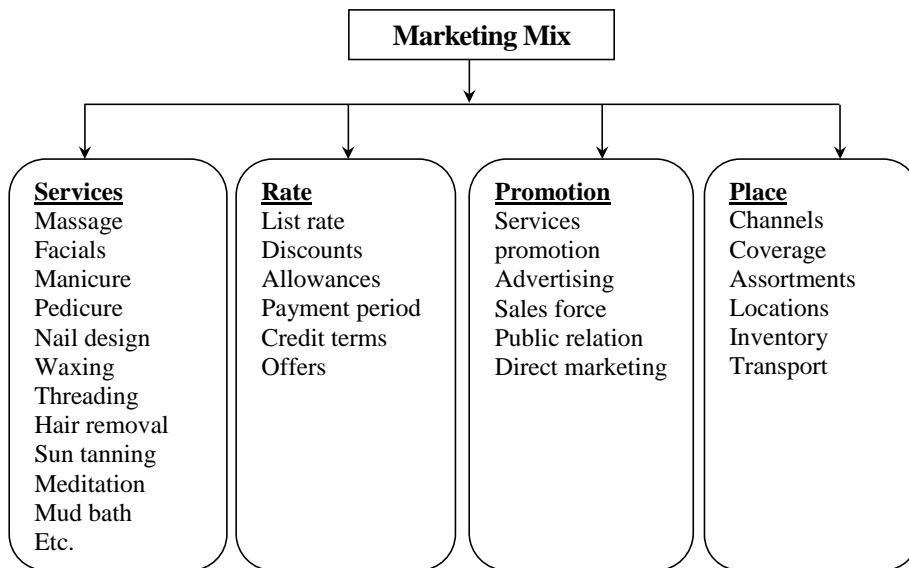 Marketing Mix
Services
Massage
Facials
Manicure
Pedicure
Nail design
Waxing
Threading
Hair removal
Sun tanning
Meditation
Mud bath
Etc.
Rate
List rate
Discounts
Allowances
Payment period
Credit terms
Offers
Promotion
Services
promotion
Advertising
Sales force
Public relation
Direct marketing
Place
Channels
Coverage
Assortments
Locations
Inventory
Transport